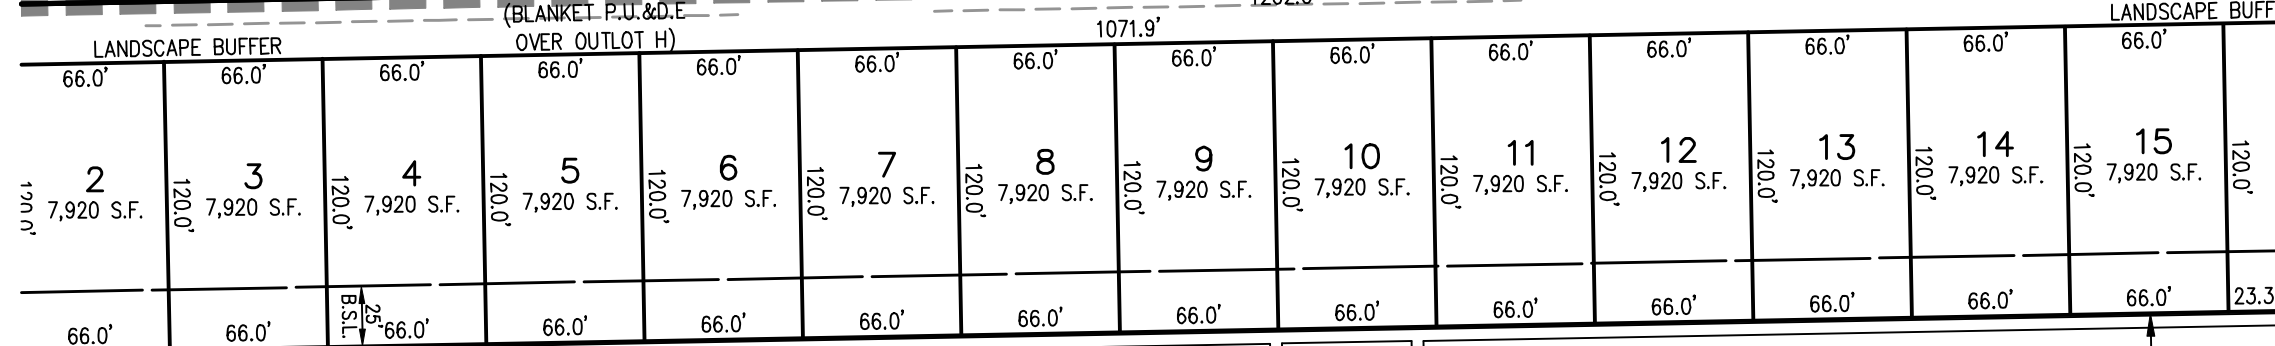 (BLANKET P.U.&D.E
OVER OUTLOT H)
LANDSCAPE BUFFER
1071.9'
66.0' 66.0' 66.0' 66.0' 66.0' 66.0' 66.0' 66.0' 66.0' 66.0' 66.0' 66.0' 66.0' 66.0'
120.0' 120.0' 120.0' 120.0' 120.0' 120.0' 120.0' 120.0' 120.0' 120.0' 120.0' 120.0' 120.0' 120.0' 120.0'
2 3 4 5 6 7 8 9 10 11 12 13 14 15
7,920 S.F. 7,920 S.F. 7,920 S.F. 7,920 S.F. 7,920 S.F. 7,920 S.F. 7,920 S.F. 7,920 S.F. 7,920 S.F. 7,920 S.F. 7,920 S.F. 7,920 S.F. 7,920 S.F. 7,920 S.F.
25'
B.S.L.
66.0' 66.0' 66.0' 66.0' 66.0' 66.0' 66.0' 66.0' 66.0' 66.0' 66.0' 66.0' 66.0' 66.0' 23.3
LANDSCAPE BUFF